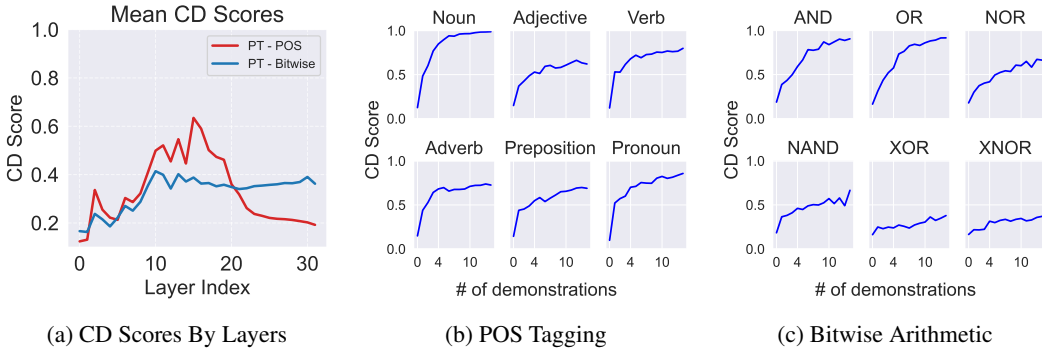 Mean CD Scores
1.0
0.8
0.6
0.4
0.2
CD Score
PT - POS
PT - Bitwise
0 10 20 30
Layer Index
(a) CD Scores By Layers
Noun Adjective Verb
1.0
0.5
0.0
Adverb Preposition Pronoun
1.0
0.5
0.0
CD Score
0 4 10 0 4 10 0 4 10
# of demonstrations
(b) POS Tagging
AND OR NOR
1.0
0.5
0.0
NAND XOR XNOR
1.0
0.5
0.0
CD Score
0 4 10 0 4 10 0 4 10
# of demonstrations
(c) Bitwise Arithmetic